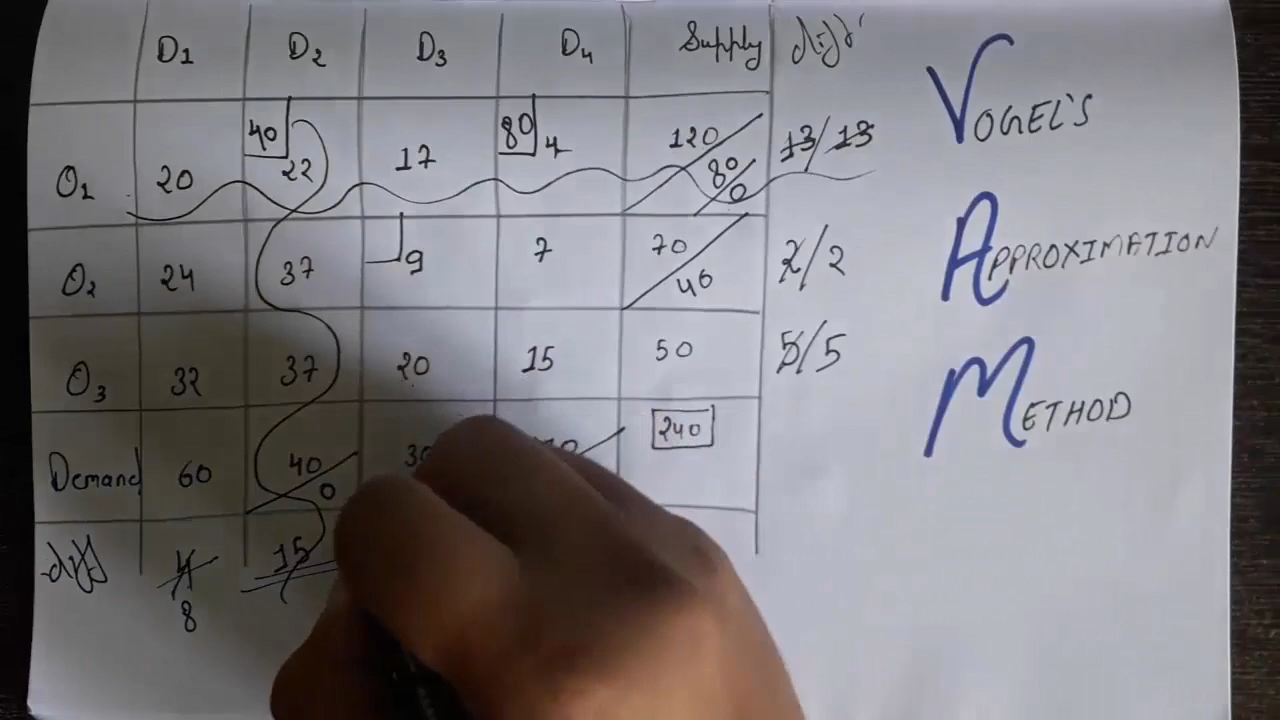 D1 D2 D3 D4 Supply diff
O1 20 40 22 17 80 4 120 80 0 13/13
O2 24 37 9 7 70 40 2/2
O3 32 37 20 15 50 5/5
Demand 60 40 0 240
diff 4 15
8
VOGEL'S
APPROXIMATION
METHOD